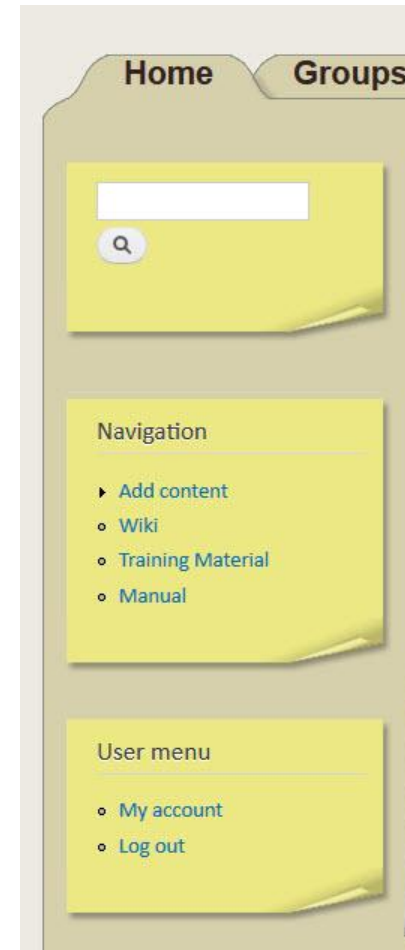 Home Groups
Navigation
Add content
Wiki
Training Material
Manual
User menu
My account
Log out